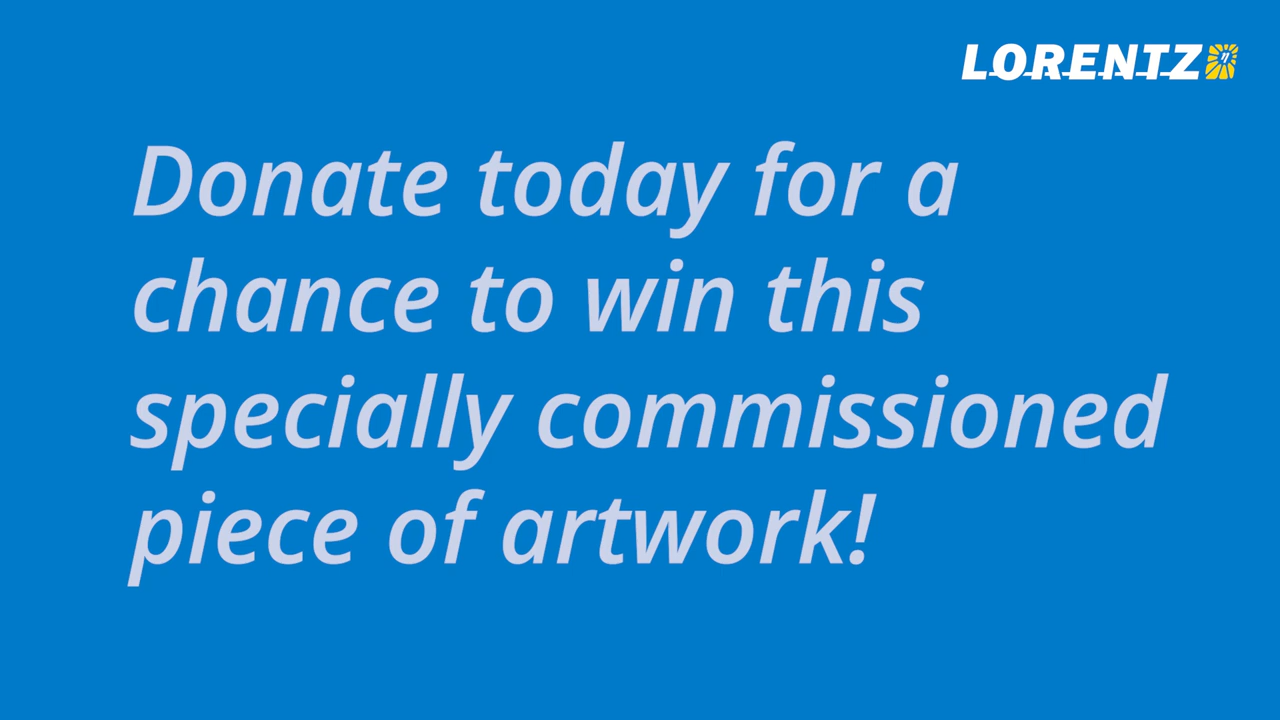 LORENTZ
Donate today for a
chance to win this
specially commissioned
piece of artwork!